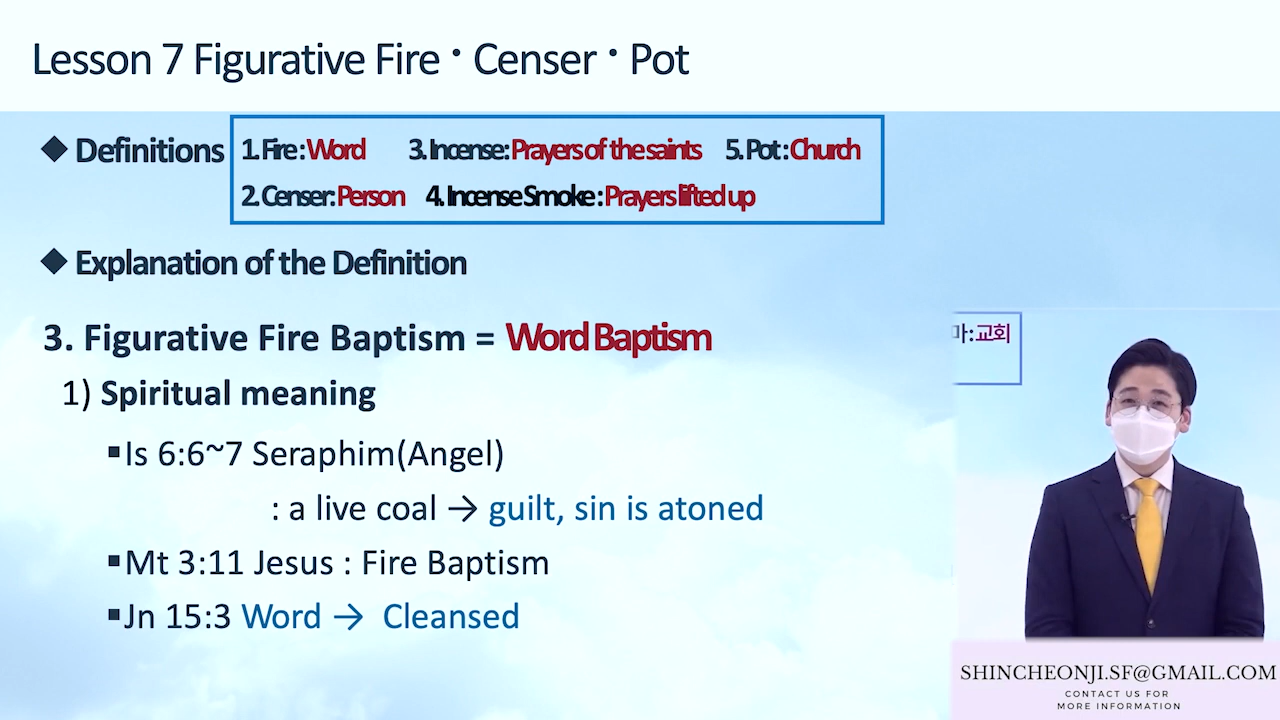 Lesson 7 Figurative Fire · Censer · Pot
◆ Definitions
1. Fire : Word 3. Incense : Prayers of the saints 5. Pot : Church
2. Censer : Person 4. Incense Smoke : Prayers lifted up
◆ Explanation of the Definition
3. Figurative Fire Baptism = Word Baptism
1) Spiritual meaning
▪Is 6:6~7 Seraphim(Angel)
: a live coal → guilt, sin is atoned
▪Mt 3:11 Jesus : Fire Baptism
▪Jn 15:3 Word → Cleansed
마:교회
SHINCHEONJI.SF@GMAIL.COM
CONTACT US FOR
MORE INFORMATION